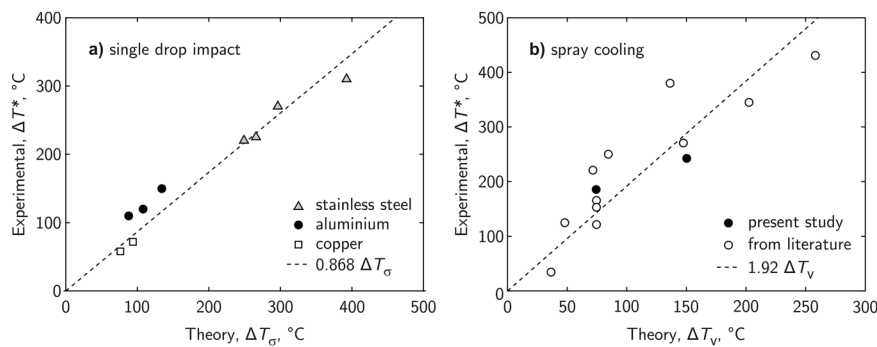 a) single drop impact
Experimental, ΔT*, °C
400
300
200
100
0
0 100 200 300 400 500
Theory, ΔTσ, °C
stainless steel
aluminium
copper
0.868 ΔTσ
b) spray cooling
Experimental, ΔT*, °C
500
400
300
200
100
0
0 50 100 150 200 250 300
Theory, ΔTv, °C
present study
from literature
1.92 ΔTv